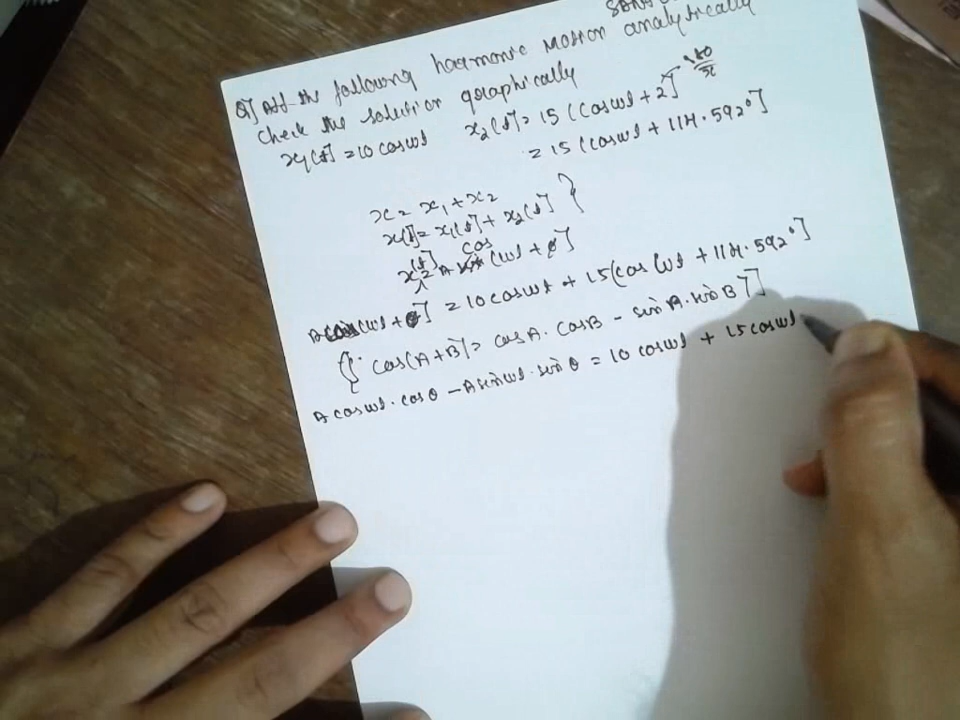 Q] Add the following harmonic Motion analytically
Check the solution graphically
x₁(t) = 10 cosωt x₂(t) = 15 (cosωt + 2] × 180/π
= 15 (cosωt + 114.592°]
x = x₁ + x₂
x(t) = x₁(t) + x₂(t) }
x(t) = A cos (ωt + θ]
A cos(ωt + θ] = 10 cosωt + 15(cos(ωt + 114.592°]
{∵ cos(A+B) = cosA. cosB - sinA. sinB}]
A cosωt. cosθ - A sinωt. sinθ = 10 cosωt + 15 cosωt